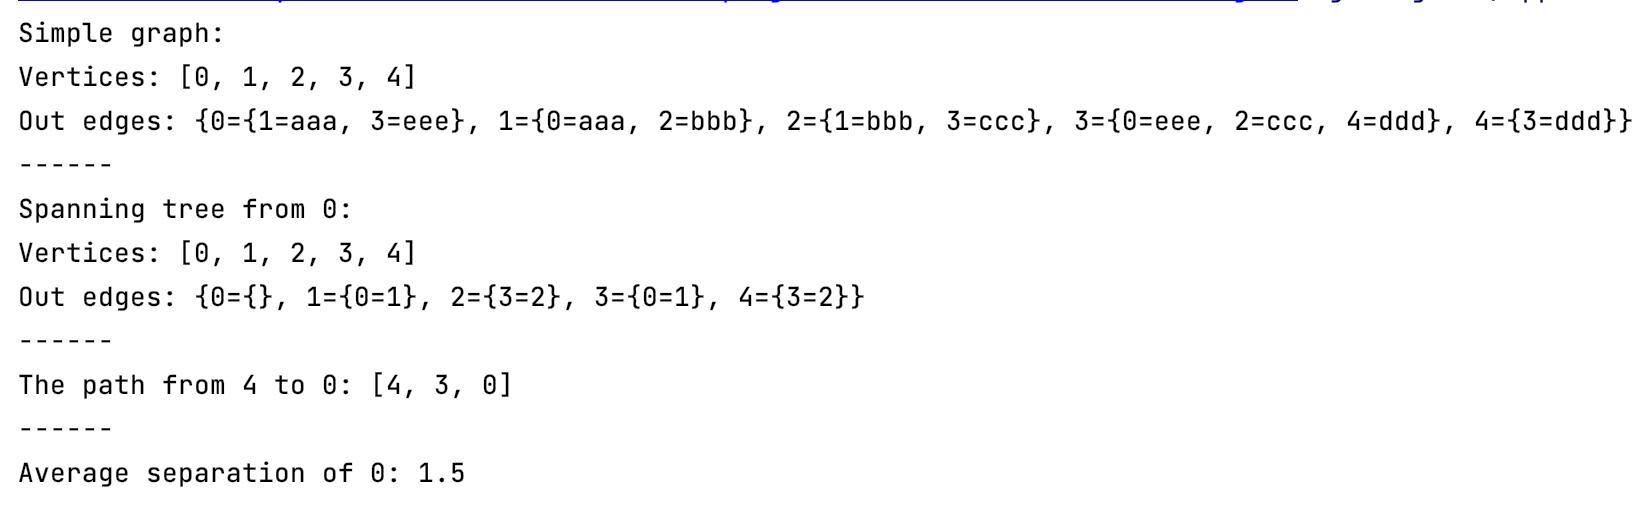 Simple graph:
Vertices: [0, 1, 2, 3, 4]
Out edges: {0={1=aaa, 3=eee}, 1={0=aaa, 2=bbb}, 2={1=bbb, 3=ccc}, 3={0=eee, 2=ccc, 4=ddd}, 4={3=ddd}}
------
Spanning tree from 0:
Vertices: [0, 1, 2, 3, 4]
Out edges: {0={}, 1={0=1}, 2={3=2}, 3={0=1}, 4={3=2}}
------
The path from 4 to 0: [4, 3, 0]
------
Average separation of 0: 1.5